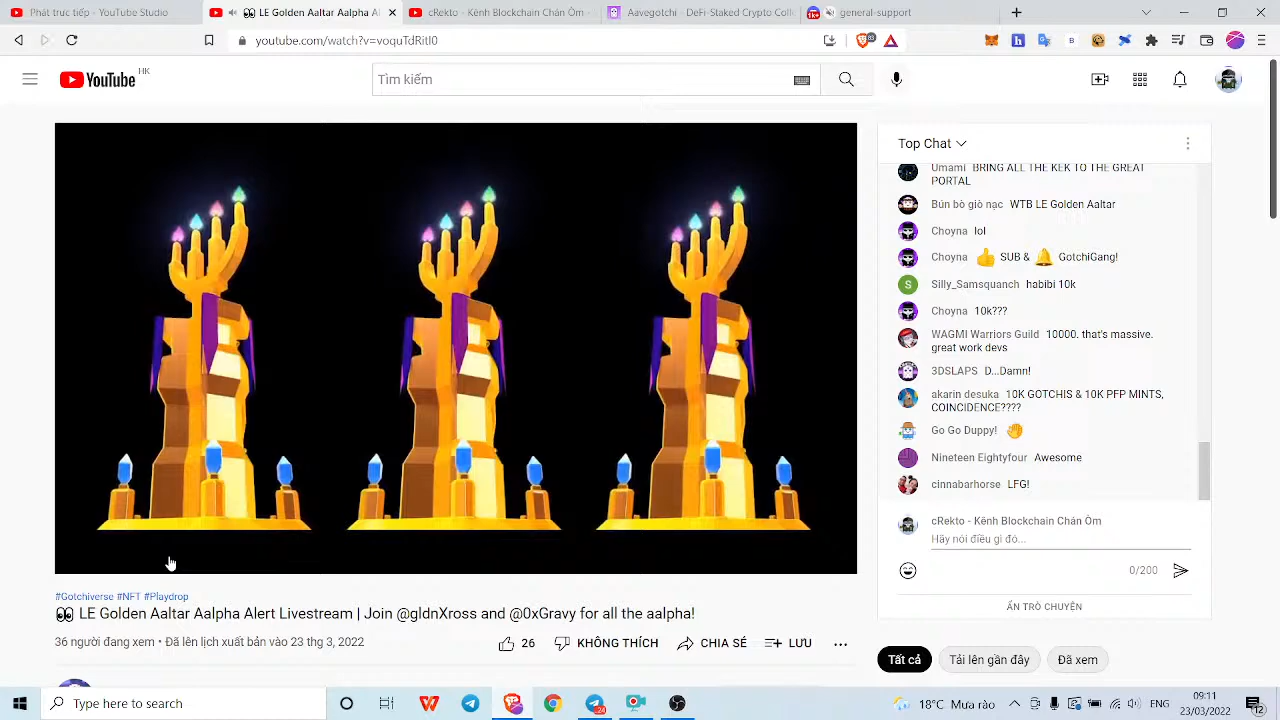 Phát trực tiếp - YouTube Studio
LE Golden Aaltar Aalpha Al
cRekto - Kênh Blockchain Chán Ốm -
Aavegotchi - DeFi-Staked Crypto Coll
general-support
youtube.com/watch?v=voquTdRitI0
YouTube HK
Tìm kiếm
Top Chat
Umami BRING ALL THE KEK TO THE GREAT
PORTAL
Bún bò giò nạc WTB LE Golden Aaltar
Choyna lol
Choyna 👍 SUB & 🔔 GotchiGang!
S
Silly_Samsquanch habibi 10k
Choyna 10k???
WAGMI Warriors Guild 10000. that's massive.
great work devs
3DSLAPS D...Damn!
akarin desuka 10K GOTCHIS & 10K PFP MINTS,
COINCIDENCE????
Go Go Duppy! 👋
Nineteen Eightyfour Awesome
cinnabarhorse LFG!
cRekto - Kênh Blockchain Chán Ốm
Hãy nói điều gì đó...
0/200
ẨN TRÒ CHUYỆN
#Gotchiverse #NFT #Playdrop
👀 LE Golden Aaltar Aalpha Alert Livestream | Join @gldnXross and @0xGravy for all the aalpha!
36 người đang xem • Đã lên lịch xuất bản vào 23 thg 3, 2022
26
KHÔNG THÍCH
CHIA SẺ
LƯU
Tất cả
Tải lên gần đây
Đã xem
Type here to search
18°C Mưa rào
ENG
09:11
23/03/2022